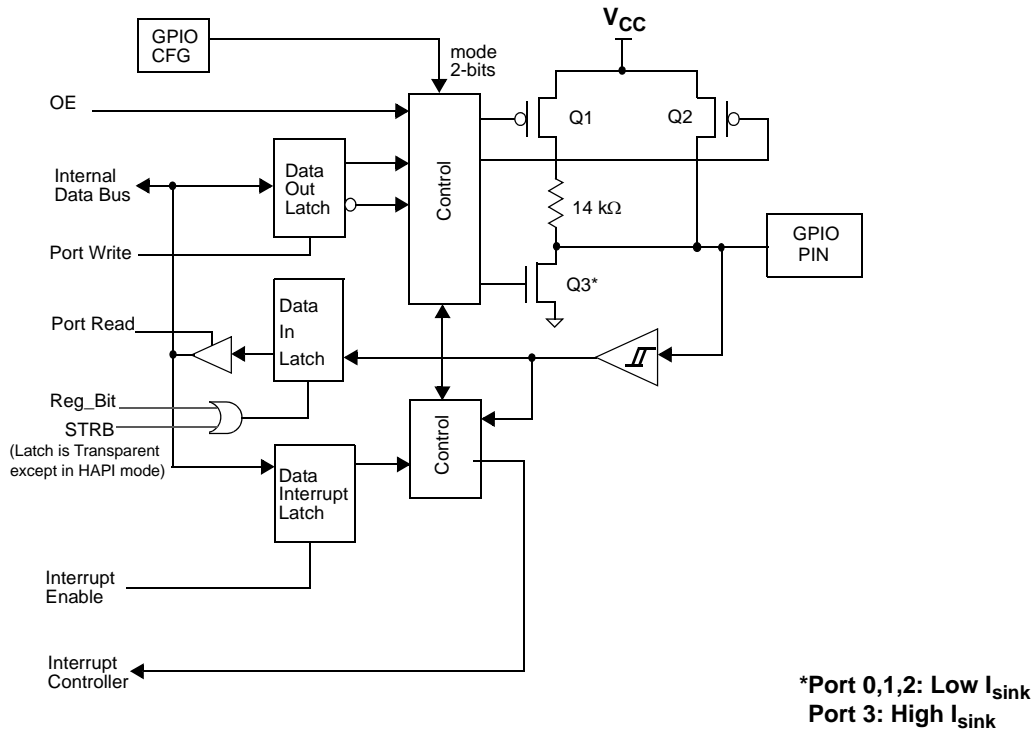 GPIO
CFG
mode
2-bits
VCC
OE
Q1
Q2
Internal
Data Bus
Data
Out
Latch
Control
14 kΩ
Port Write
GPIO
PIN
Q3*
Data
In
Latch
Port Read
Reg_Bit
STRB
(Latch is Transparent
except in HAPI mode)
Control
Data
Interrupt
Latch
Interrupt
Enable
Interrupt
Controller
*Port 0,1,2: Low Isink
Port 3: High Isink